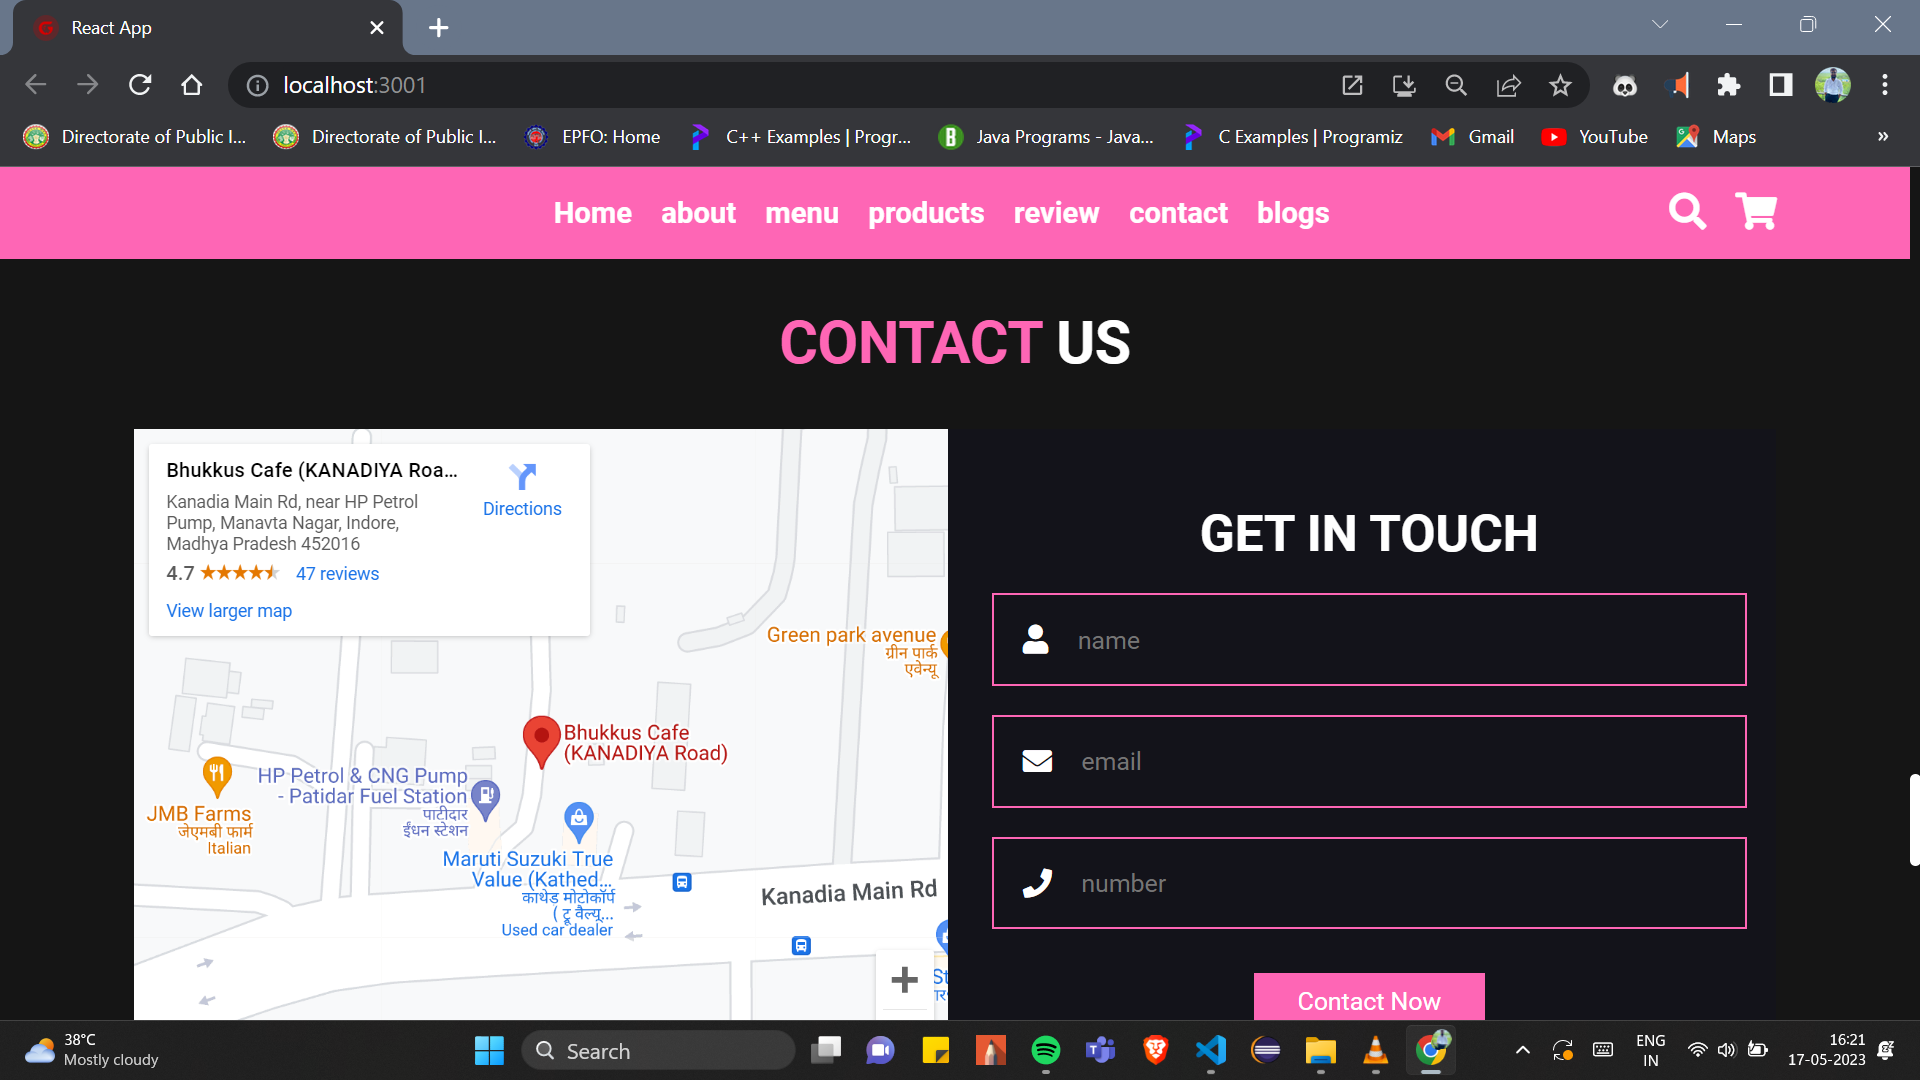 React App
localhost:3001
Directorate of Public I...
Directorate of Public I...
EPFO: Home
C++ Examples | Progr...
Java Programs - Java...
C Examples | Programiz
Gmail
YouTube
Maps
»
Home about menu products review contact blogs
CONTACT US
Bhukkus Cafe (KANADIYA Roa...
Kanadia Main Rd, near HP Petrol
Pump, Manavta Nagar, Indore,
Madhya Pradesh 452016
4.7
47 reviews
View larger map
Directions
Green park avenue
ग्रीन पार्क
एवेन्यू
Bhukkus Cafe
(KANADIYA Road)
HP Petrol & CNG Pump
- Patidar Fuel Station
पाटीदार
ईंधन स्टेशन
JMB Farms
जेएमबी फार्म
Italian
Maruti Suzuki True
Value (Kathed...
काथेड मोटोकॉर्प
( ट्रू वैल्यू...
Used car dealer
Kanadia Main Rd
St
GET IN TOUCH
name
email
number
Contact Now
38°C
Mostly cloudy
Search
ENG
IN
16:21
17-05-2023